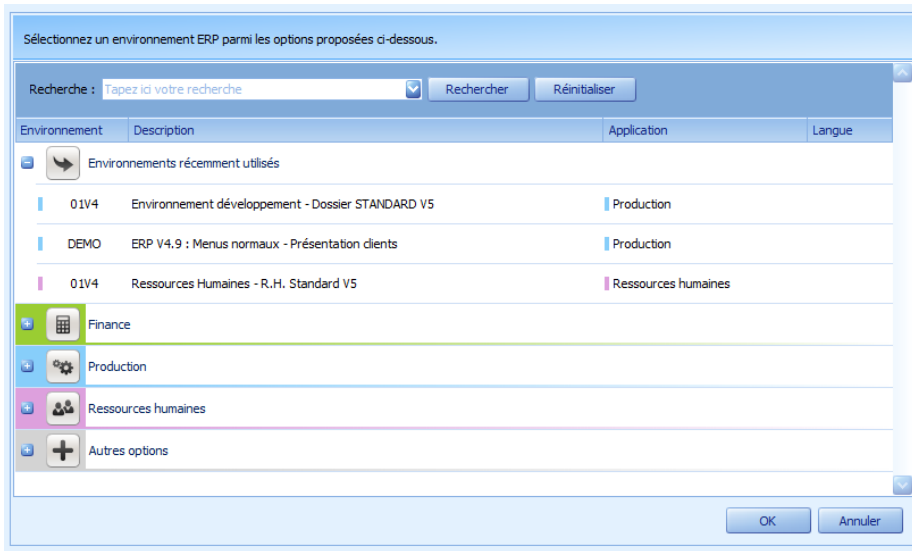 Sélectionnez un environnement ERP parmi les options proposées ci-dessous.
Recherche : Tapez ici votre recherche Rechercher Réinitialiser
Environnement Description Application Langue
Environnements récemment utilisés
01V4 Environnement développement - Dossier STANDARD V5 Production
DEMO ERP V4.9 : Menus normaux - Présentation clients Production
01V4 Ressources Humaines - R.H. Standard V5 Ressources humaines
Finance
Production
Ressources humaines
Autres options
OK Annuler